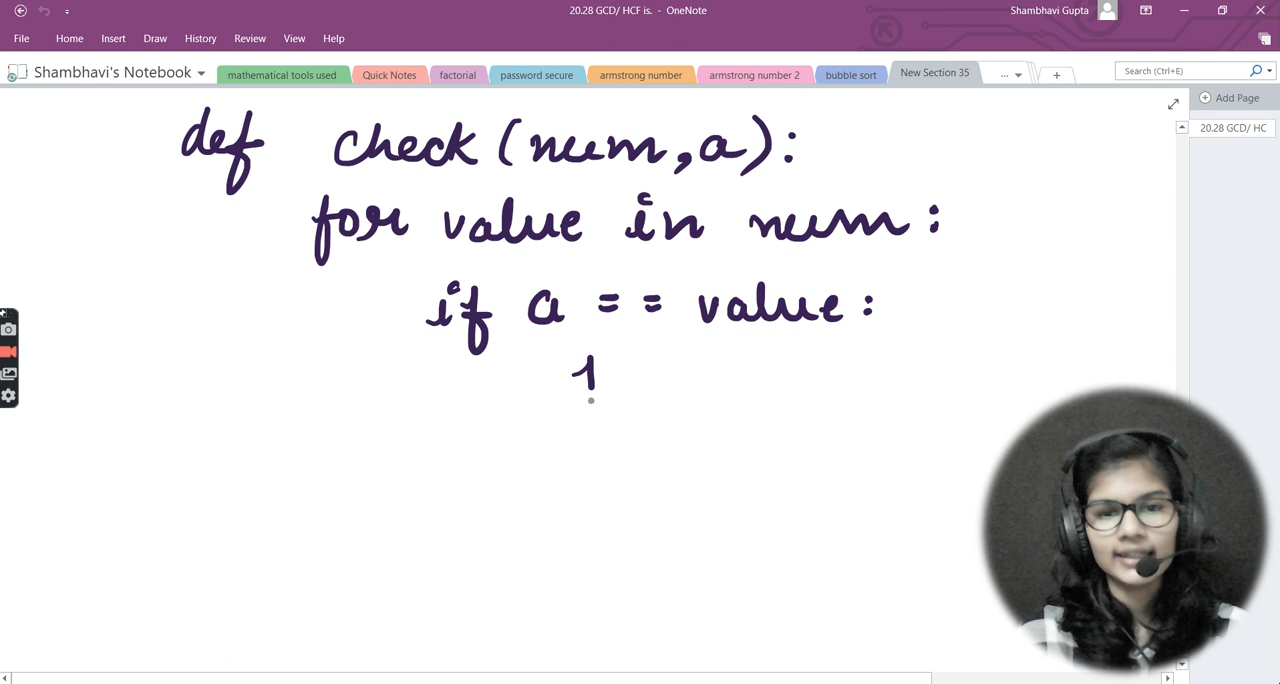 20.28 GCD/ HCF is. - OneNote
Shambhavi Gupta
File Home Insert Draw History Review View Help
Shambhavi's Notebook
mathematical tools used
Quick Notes
factorial
password secure
armstrong number
armstrong number 2
bubble sort
New Section 35
...
Search (Ctrl+E)
Add Page
20.28 GCD/ HC
def check (num, a):
for value in num:
if a == value: